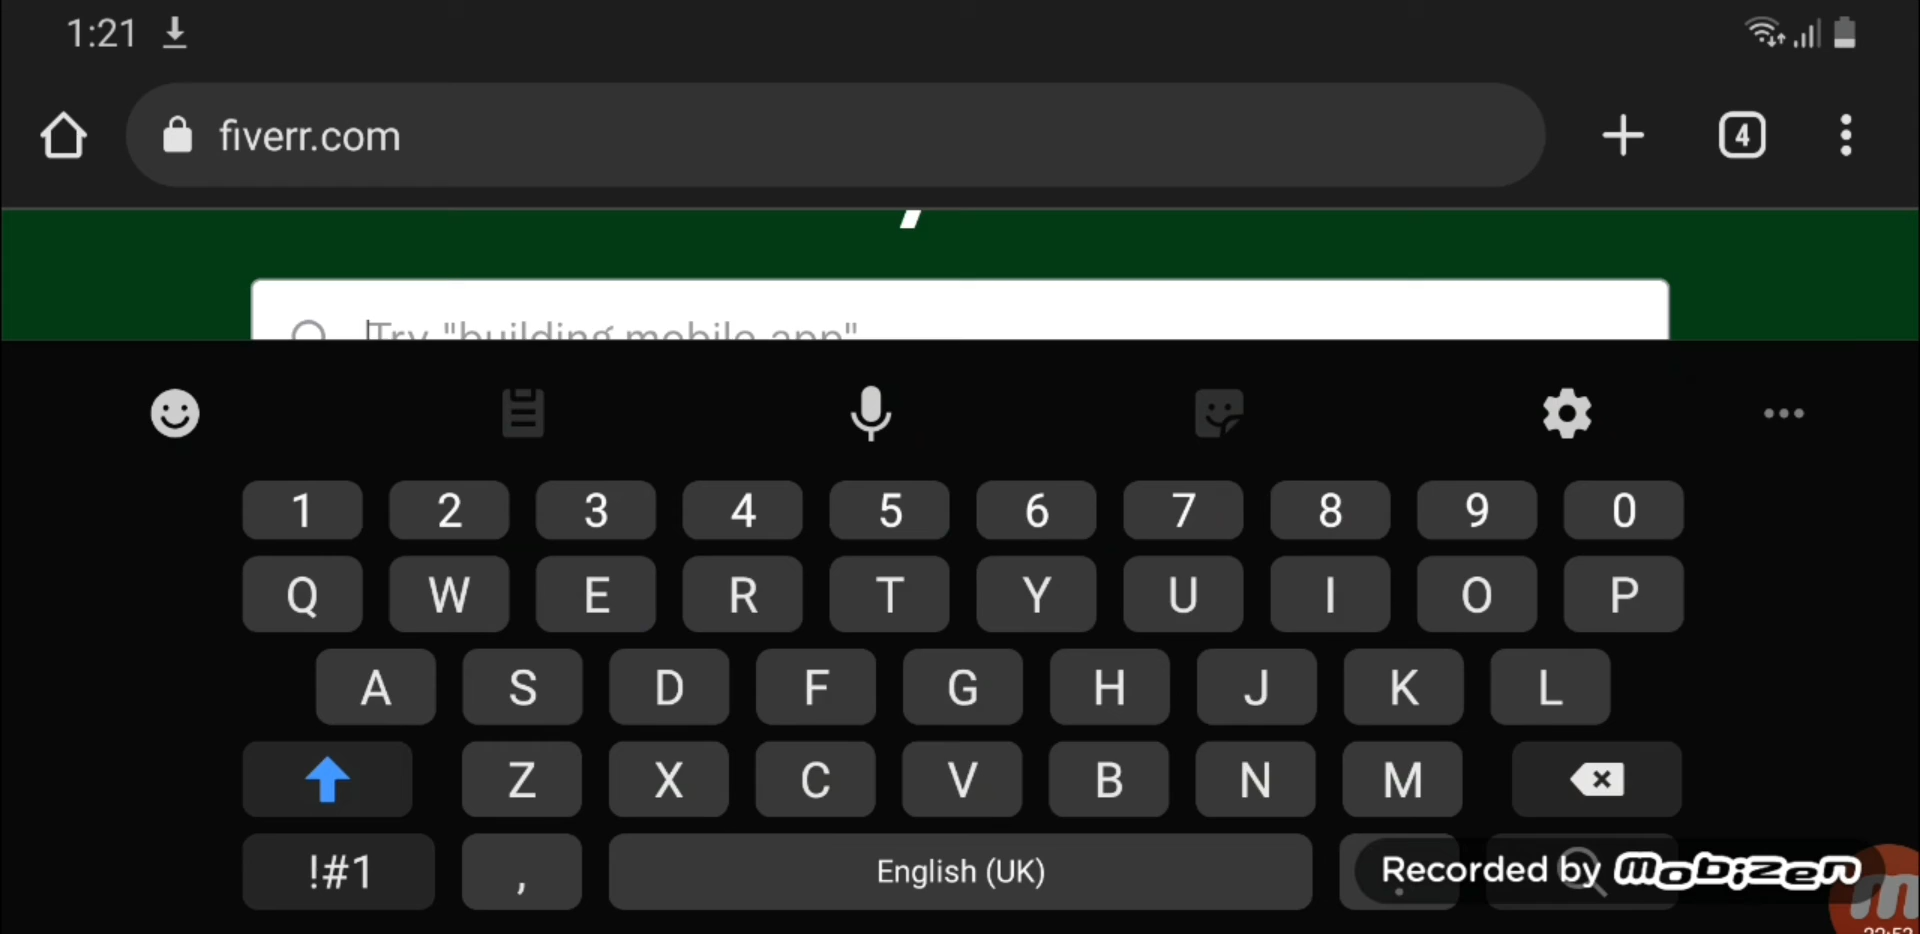 1:21
fiverr.com
4
Try "building mobile app"
1 2 3 4 5 6 7 8 9 0
Q W E R T Y U I O P
A S D F G H J K L
Z X C V B N M
!#1 , English (UK) .
Recorded by mobizen